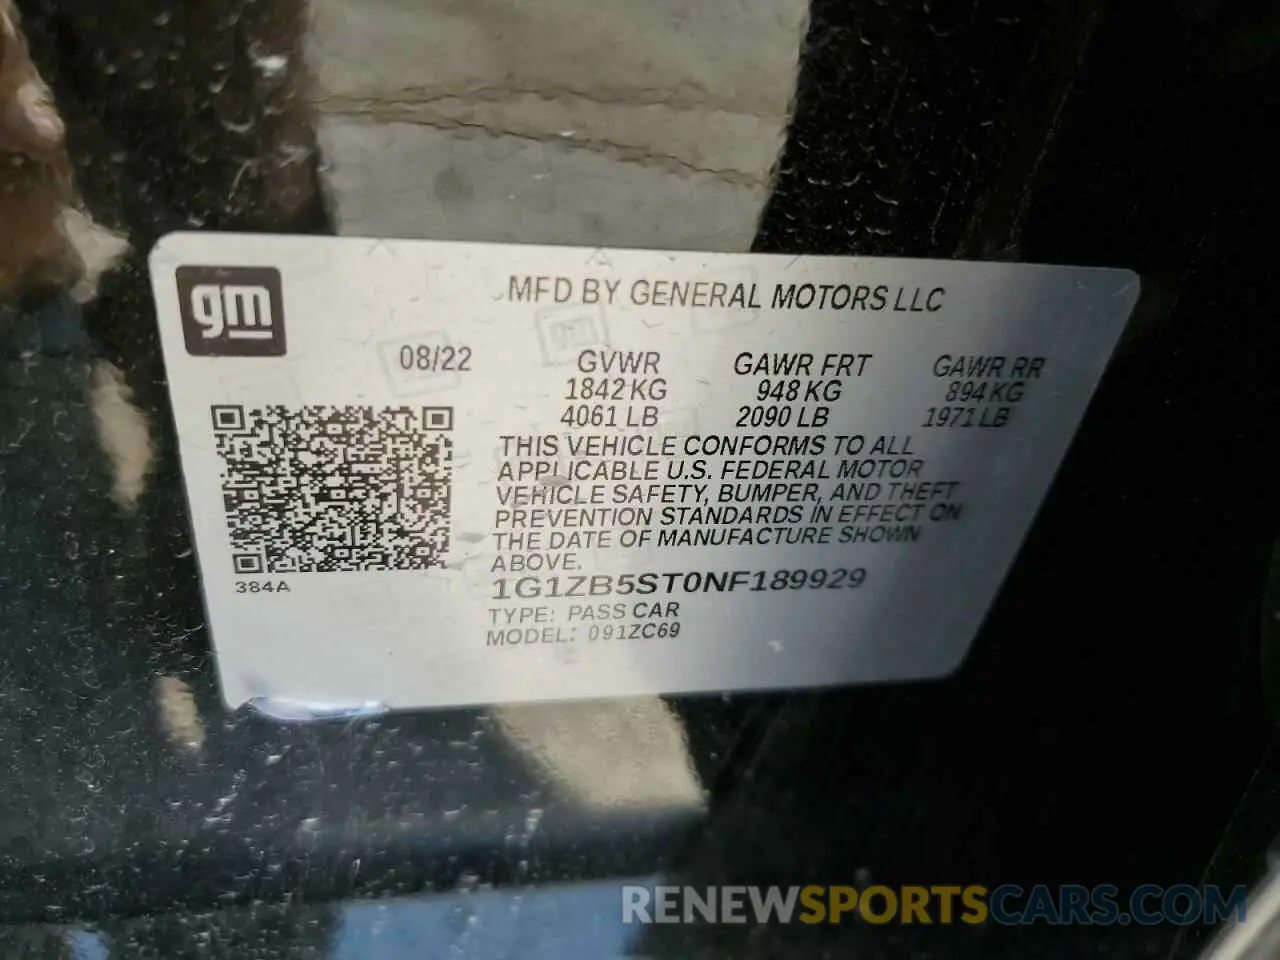 gm
MFD BY GENERAL MOTORS LLC
08/22
GVWR GAWR FRT GAWR RR
1842 KG 948 KG 894 KG
4061 LB 2090 LB 1971 LB
THIS VEHICLE CONFORMS TO ALL
APPLICABLE U.S. FEDERAL MOTOR
VEHICLE SAFETY, BUMPER, AND THEFT
PREVENTION STANDARDS IN EFFECT ON
THE DATE OF MANUFACTURE SHOWN
ABOVE.
384A
1G1ZB5ST0NF189929
TYPE: PASS CAR
MODEL: 091ZC69
RENEWSPORTSCARS.COM